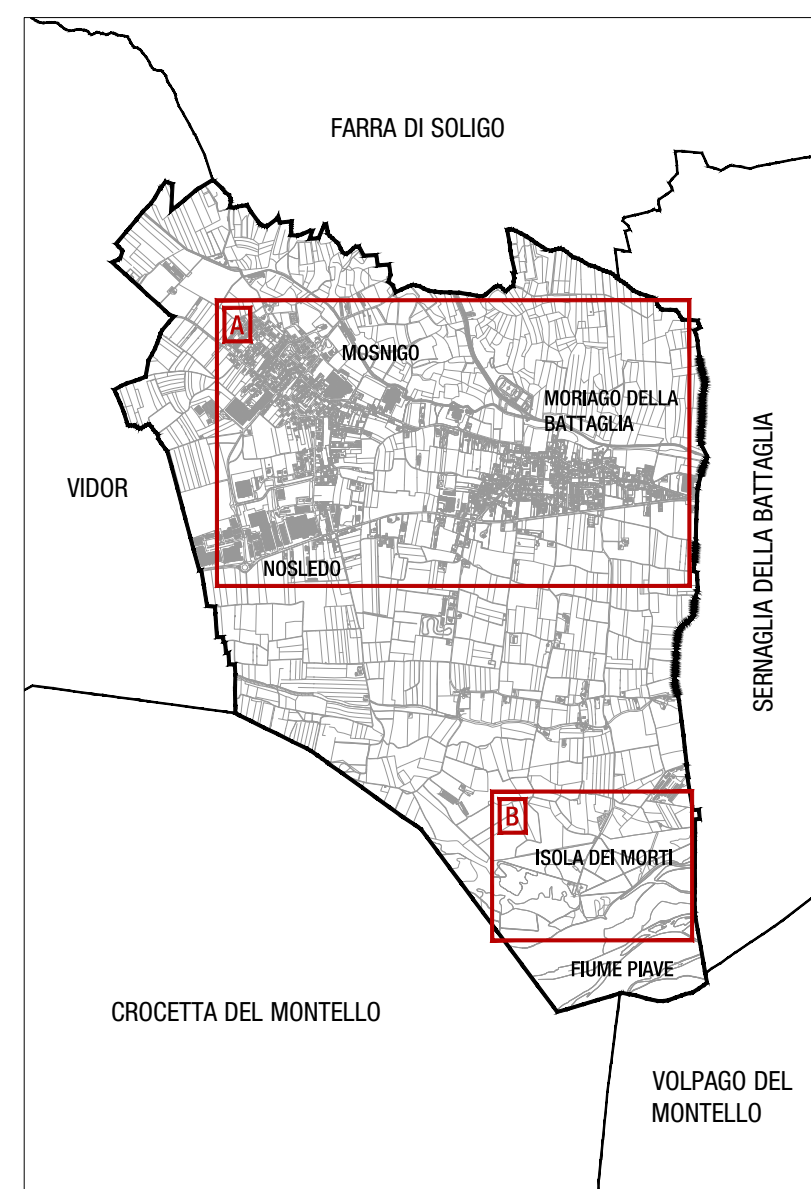 FARRA DI SOLIGO
A
MOSNIGO
MORIAGO DELLA
BATTAGLIA
VIDOR
SERNAGLIA DELLA BATTAGLIA
NOSLEDO
B
ISOLA DEI MORTI
FIUME PIAVE
CROCETTA DEL MONTELLO
VOLPAGO DEL
MONTELLO